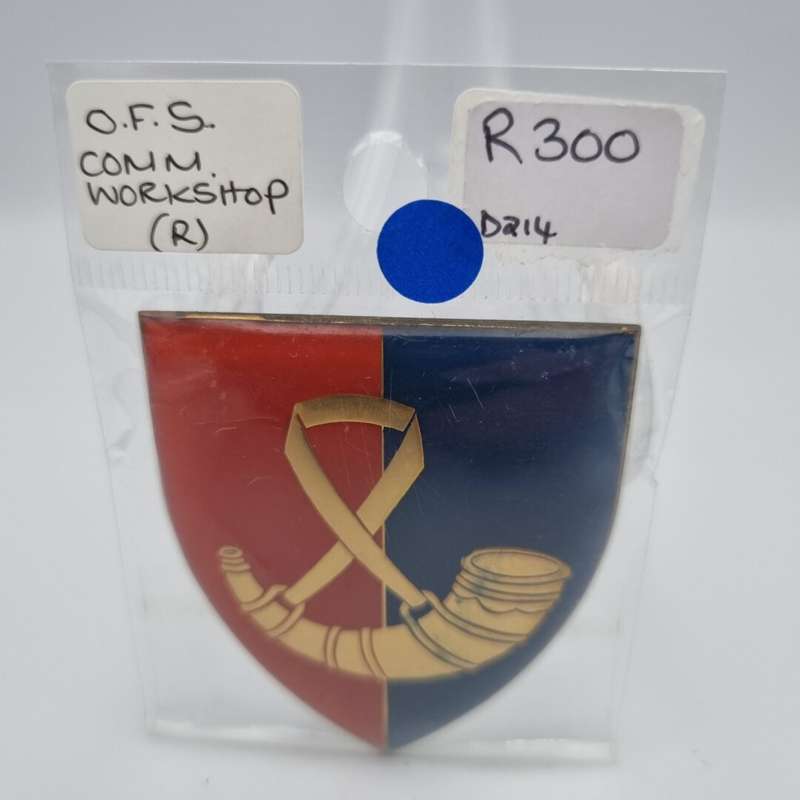 O.F.S.
COMM.
WORKSHOP
(R)
R300
D214